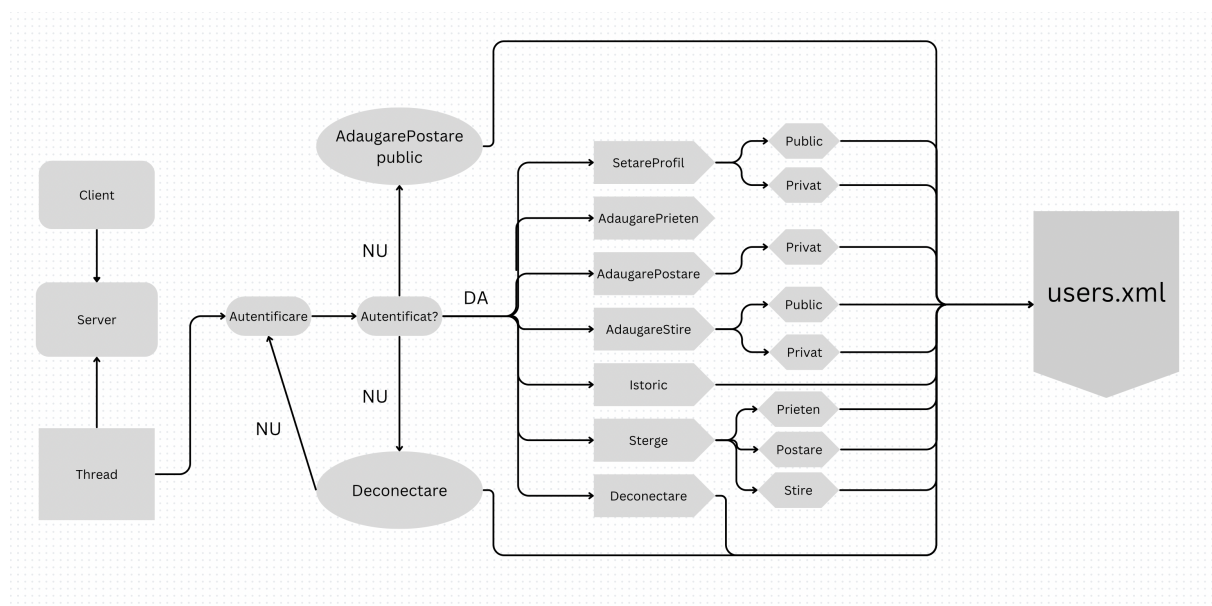 AdaugarePostare
public
Client
Server
Thread
Autentificare
Autentificat?
NU
DA
NU
NU
Deconectare
SetareProfil
Public
Privat
AdaugarePrieten
AdaugarePostare
Privat
AdaugareStire
Public
Privat
Istoric
Sterge
Prieten
Postare
Stire
Deconectare
users.xml